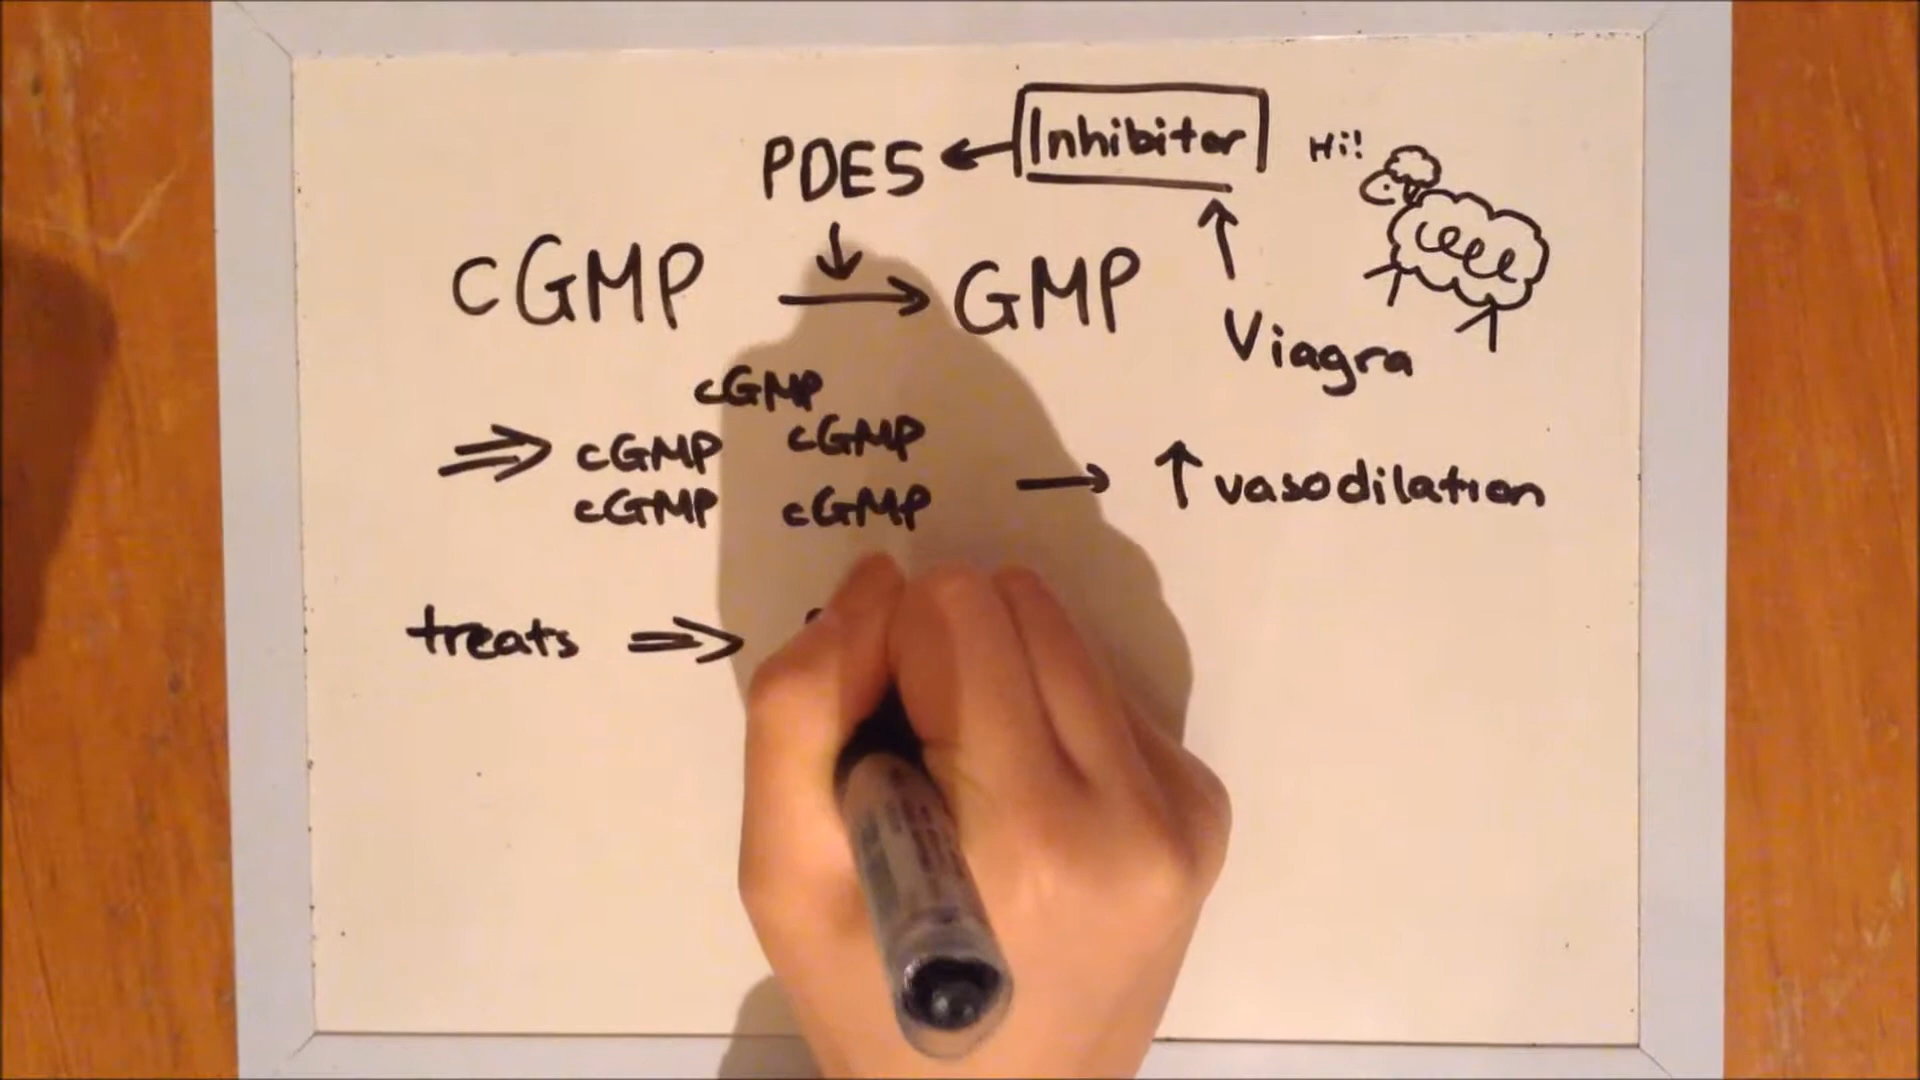 Inhibitor
PDE5
Hi!
cGMP → GMP
Viagra
cGMP
cGMP cGMP
cGMP cGMP
→ ↑ vasodilation
treats ⇒